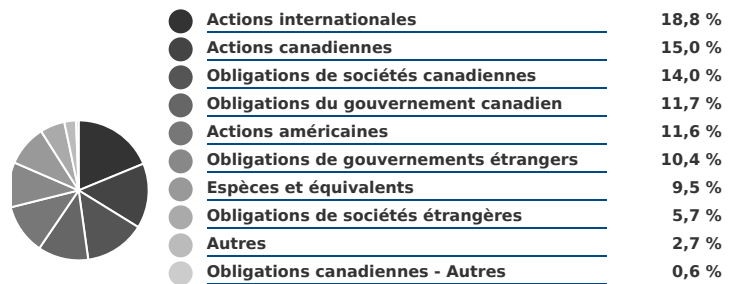 Actions internationales 18,8 %
Actions canadiennes 15,0 %
Obligations de sociétés canadiennes 14,0 %
Obligations du gouvernement canadien 11,7 %
Actions américaines 11,6 %
Obligations de gouvernements étrangers 10,4 %
Espèces et équivalents 9,5 %
Obligations de sociétés étrangères 5,7 %
Autres 2,7 %
Obligations canadiennes - Autres 0,6 %